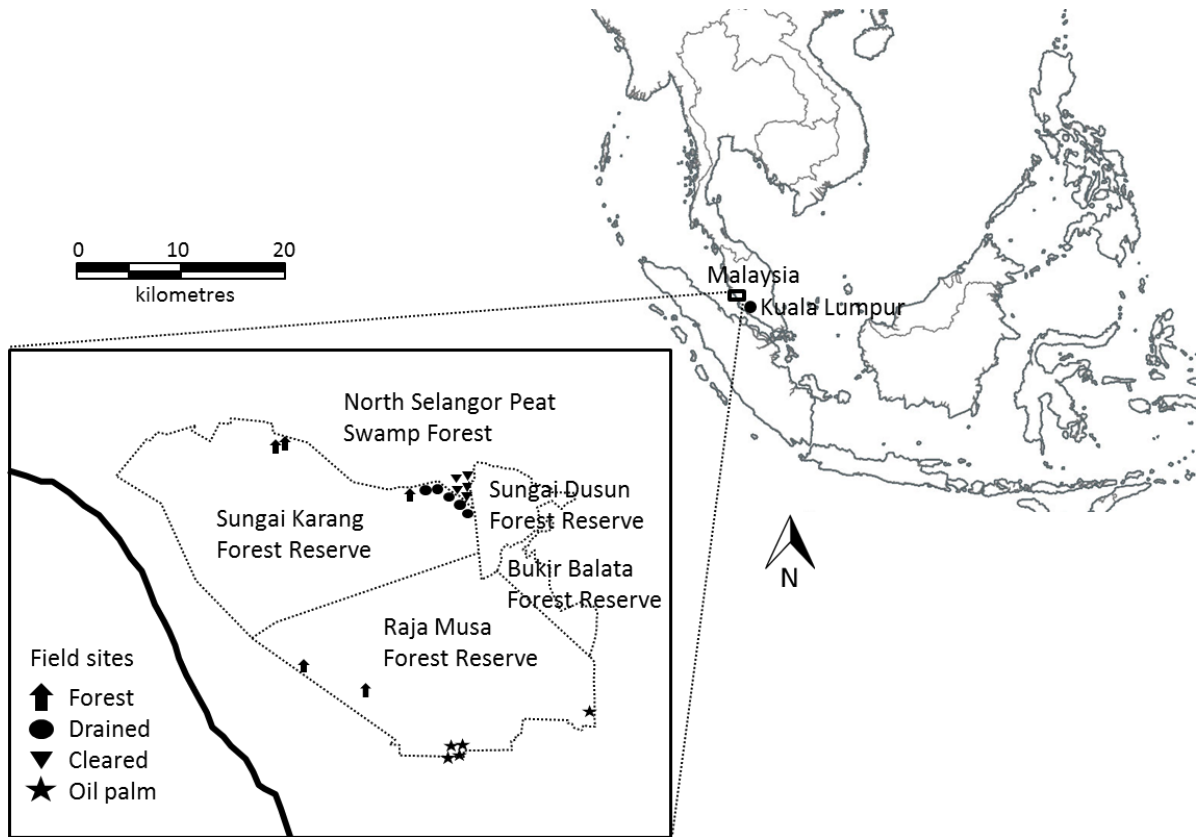 0 10 20
kilometres
Malaysia
Kuala Lumpur
N
North Selangor Peat
Swamp Forest
Sungai Dusun
Forest Reserve
Sungai Karang
Forest Reserve
Bukir Balata
Forest Reserve
Raja Musa
Forest Reserve
Field sites
Forest
Drained
Cleared
Oil palm